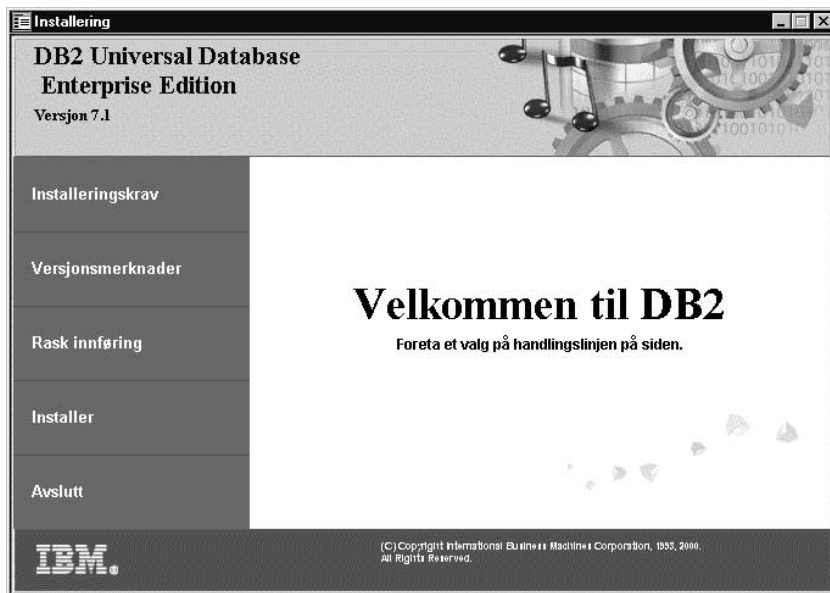 Installering
DB2 Universal Database
Enterprise Edition
Versjon 7.1
Installeringskrav
Versjonsmerknader
Rask innføring
Installer
Avslutt
Velkommen til DB2
Foreta et valg på handlingslinjen på siden.
IBM®
(C) Copyright International Business Machines Corporation, 1993, 2000.
All Rights Reserved.